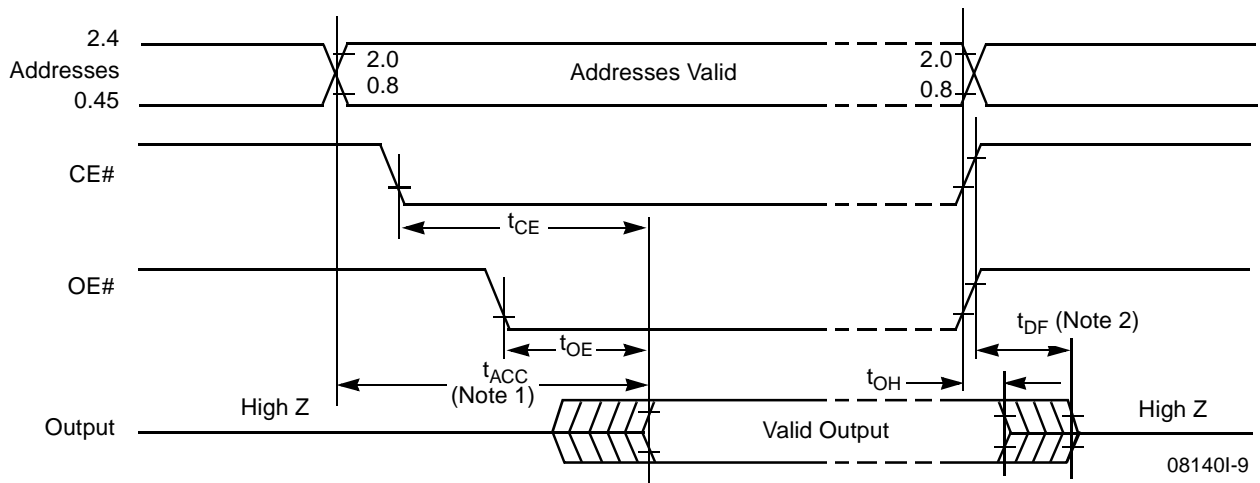 2.4
Addresses
0.45
2.0
0.8
Addresses Valid
2.0
0.8
CE#
tCE
OE#
tOE
tDF (Note 2)
tACC
(Note 1)
tOH
High Z
Output
Valid Output
High Z
08140I-9